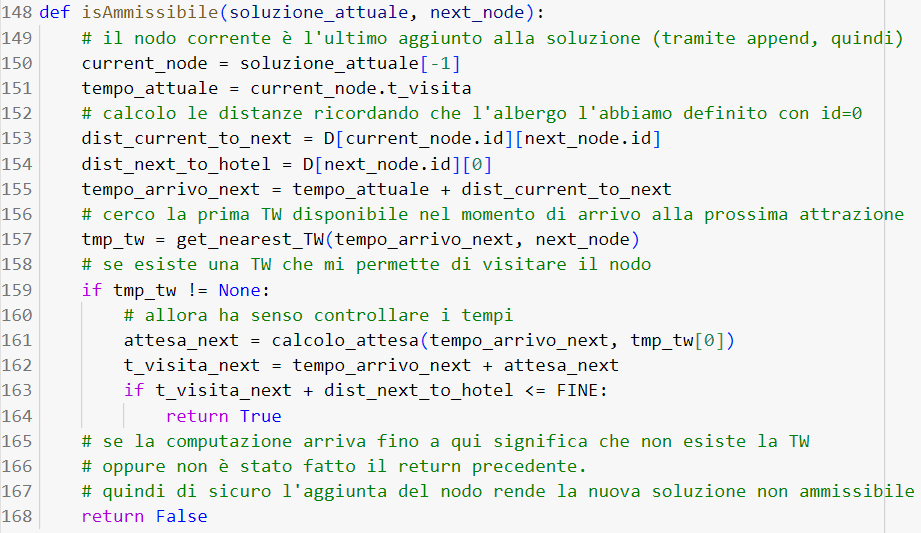 148 def isAmmissibile(soluzione_attuale, next_node):
149     # il nodo corrente è l'ultimo aggiunto alla soluzione (tramite append, quindi)
150     current_node = soluzione_attuale[-1]
151     tempo_attuale = current_node.t_visita
152     # calcolo le distanze ricordando che l'albergo l'abbiamo definito con id=0
153     dist_current_to_next = D[current_node.id][next_node.id]
154     dist_next_to_hotel = D[next_node.id][0]
155     tempo_arrivo_next = tempo_attuale + dist_current_to_next
156     # cerco la prima TW disponibile nel momento di arrivo alla prossima attrazione
157     tmp_tw = get_nearest_TW(tempo_arrivo_next, next_node)
158     # se esiste una TW che mi permette di visitare il nodo
159     if tmp_tw != None:
160         # allora ha senso controllare i tempi
161         attesa_next = calcolo_attesa(tempo_arrivo_next, tmp_tw[0])
162         t_visita_next = tempo_arrivo_next + attesa_next
163         if t_visita_next + dist_next_to_hotel <= FINE:
164             return True
165     # se la computazione arriva fino a qui significa che non esiste la TW
166     # oppure non è stato fatto il return precedente.
167     # quindi di sicuro l'aggiunta del nodo rende la nuova soluzione non ammissibile
168     return False